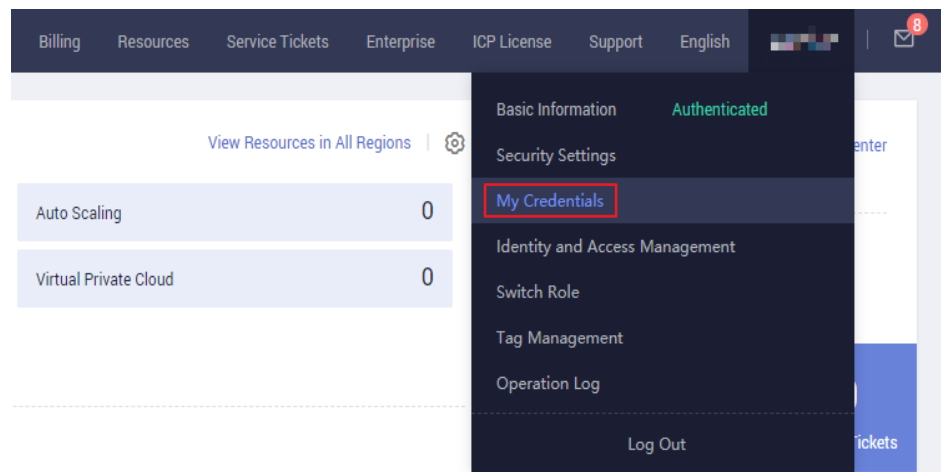 Billing Resources Service Tickets Enterprise ICP License Support English 8
Basic Information Authenticated
View Resources in All Regions enter
Security Settings
My Credentials
Auto Scaling 0
Identity and Access Management
Virtual Private Cloud 0
Switch Role
Tag Management
Operation Log
Log Out ickets